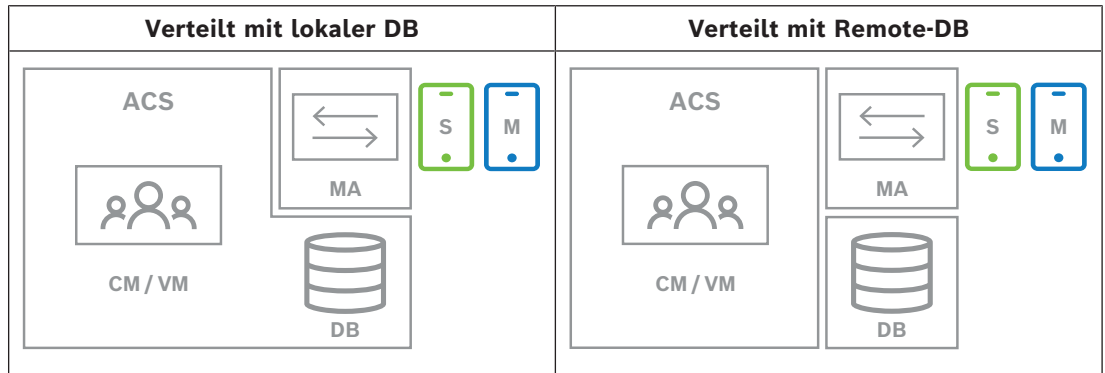 Verteilt mit lokaler DB
Verteilt mit Remote-DB
ACS
S
M
MA
CM / VM
DB
ACS
S
M
MA
CM / VM
DB